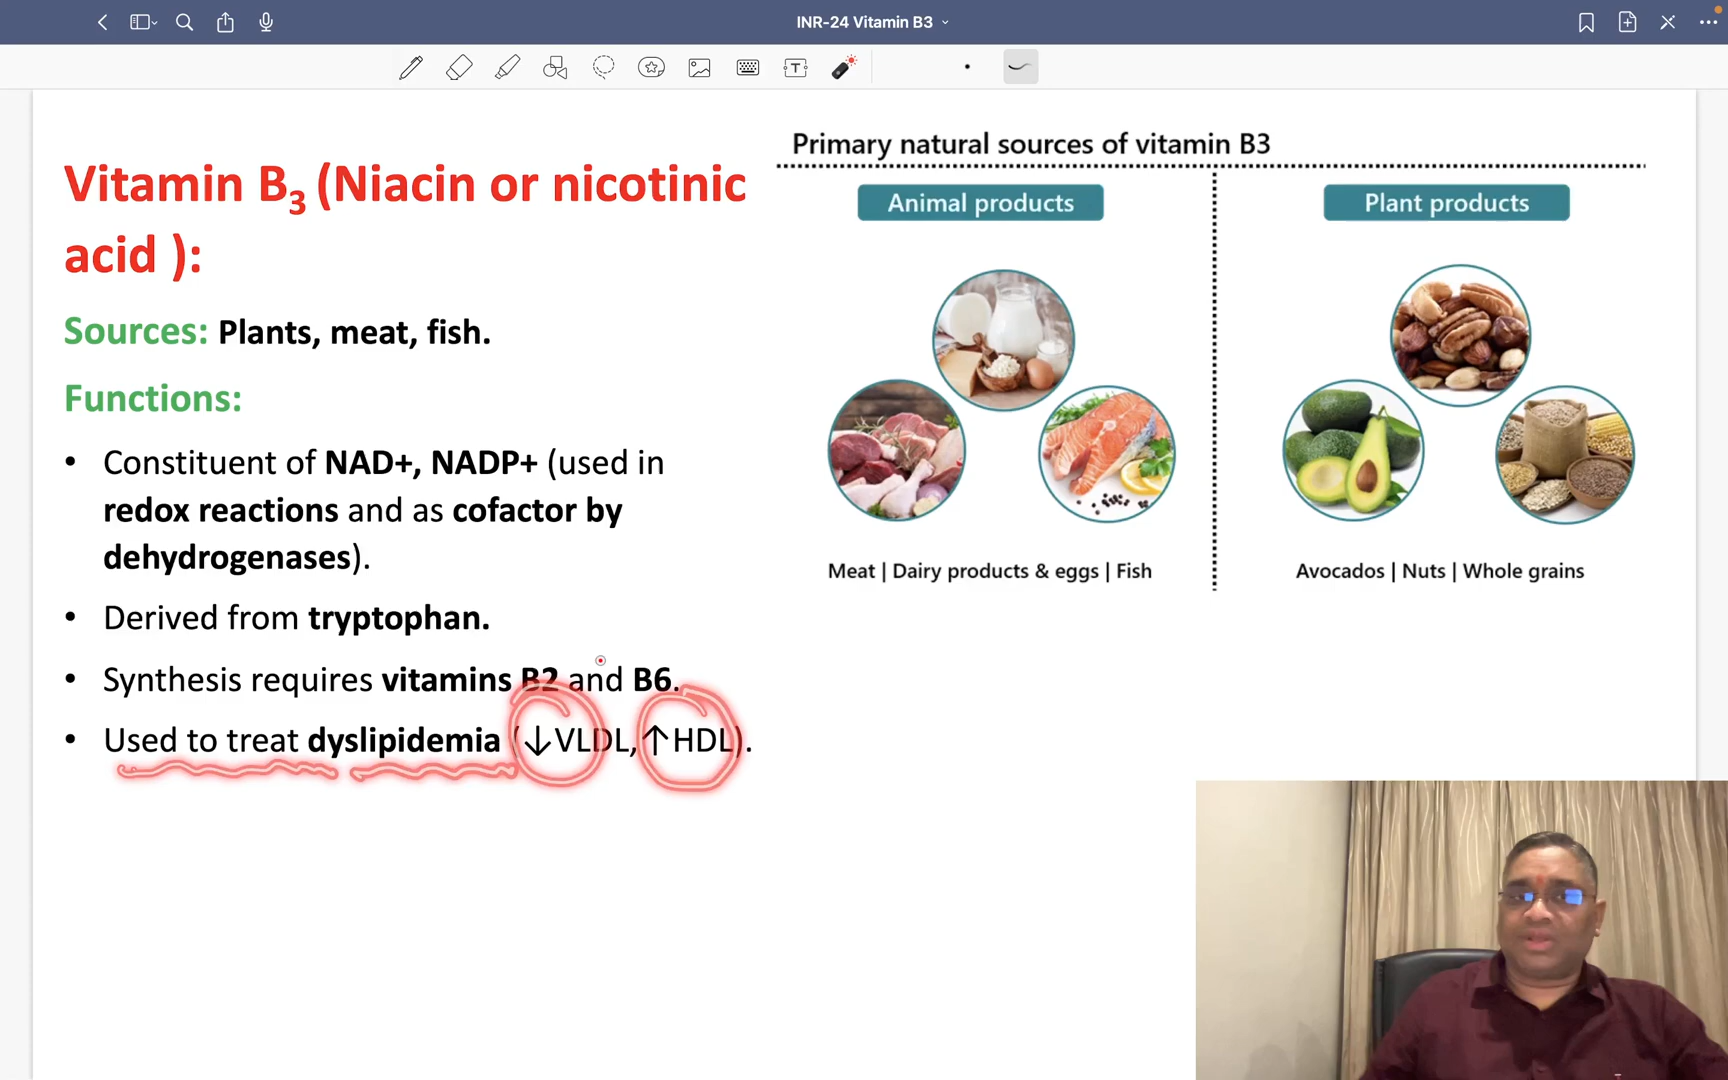 INR-24 Vitamin B3
Vitamin B₃ (Niacin or nicotinic
acid ):
Sources: Plants, meat, fish.
Functions:
• Constituent of NAD+, NADP+ (used in
redox reactions and as cofactor by
dehydrogenases).
• Derived from tryptophan.
• Synthesis requires vitamins B2 and B6.
• Used to treat dyslipidemia (↓VLDL,↑HDL).
Primary natural sources of vitamin B3
Animal products
Meat | Dairy products & eggs | Fish
Plant products
Avocados | Nuts | Whole grains